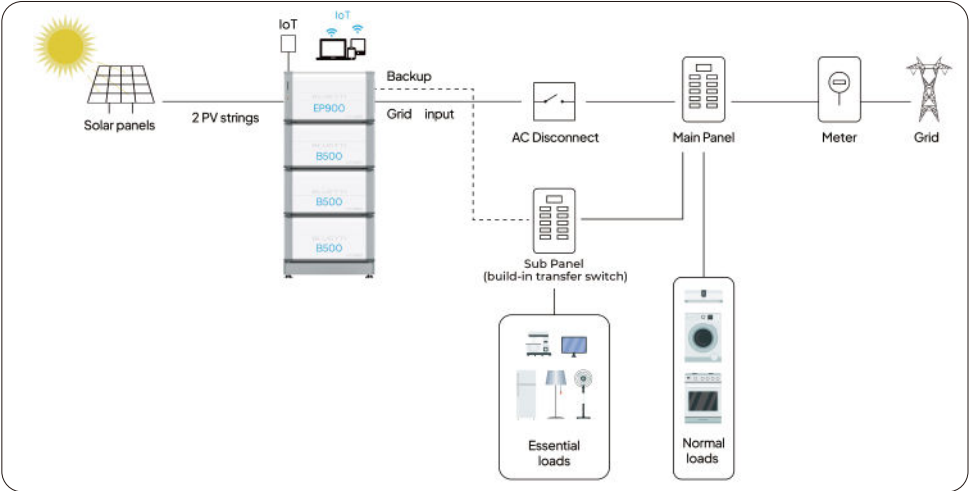 IoT
IoT
Backup
EP900
Grid input
Solar panels
2 PV strings
AC Disconnect
Main Panel
Meter
Grid
B500
B500
B500
Sub Panel
(build-in transfer switch)
Essential
loads
Normal
loads